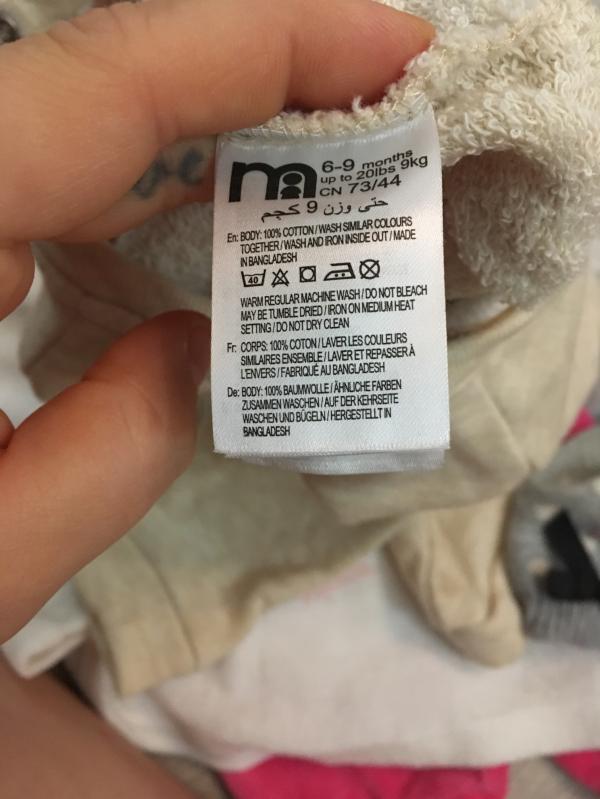 m
6-9 months
up to 20lbs 9kg
CN 73/44
حتى وزن 9 كجم
En: BODY: 100% COTTON / WASH SIMILAR COLOURS
TOGETHER / WASH AND IRON INSIDE OUT / MADE
IN BANGLADESH
40
WARM REGULAR MACHINE WASH / DO NOT BLEACH
MAY BE TUMBLE DRIED / IRON ON MEDIUM HEAT
SETTING / DO NOT DRY CLEAN
Fr: CORPS: 100% COTON / LAVER LES COULEURS
SIMILAIRES ENSEMBLE / LAVER ET REPASSER À
L'ENVERS / FABRIQUÉ AU BANGLADESH
De: BODY: 100% BAUMWOLLE / ÄHNLICHE FARBEN
ZUSAMMEN WASCHEN / AUF DER KEHRSEITE
WASCHEN UND BÜGELN / HERGESTELLT IN
BANGLADESH